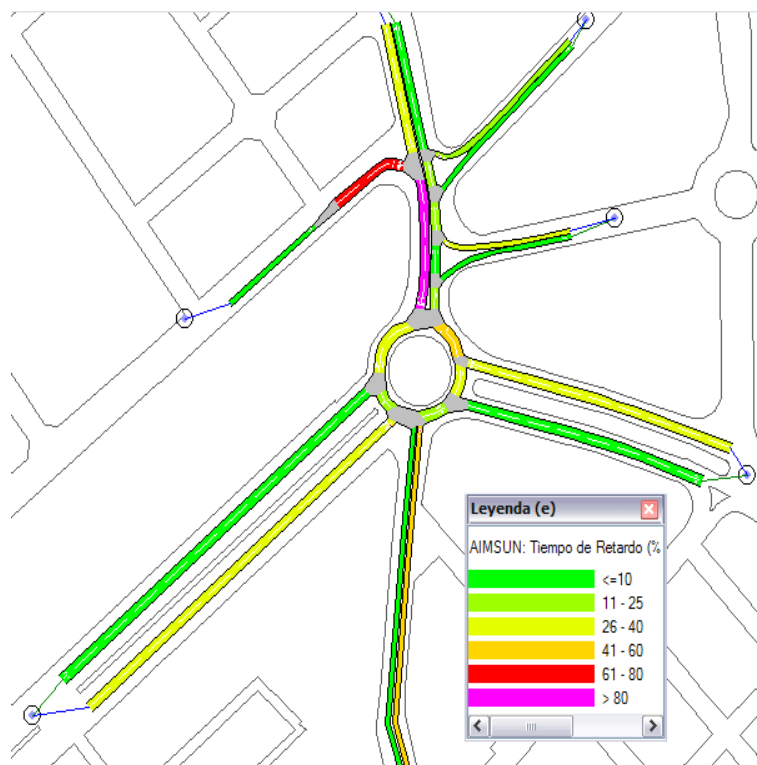 Leyenda (e)
AIMSUN: Tiempo de Retardo (%
<=10
11 - 25
26 - 40
41 - 60
61 - 80
> 80